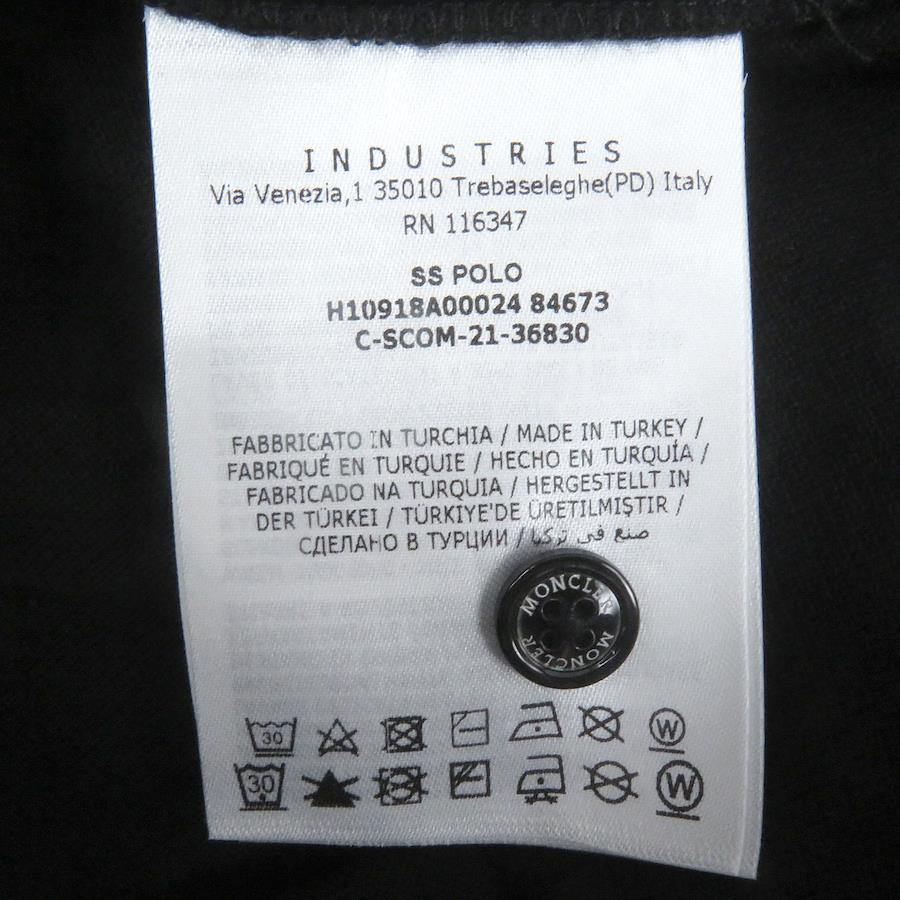 INDUSTRIES
Via Venezia,1 35010 Trebaseleghe(PD) Italy
RN 116347
SS POLO
H10918A00024 84673
C-SCOM-21-36830
FABBRICATO IN TURCHIA / MADE IN TURKEY /
FABRIQUÉ EN TURQUIE / HECHO EN TURQUÍA /
FABRICADO NA TURQUIA / HERGESTELLT IN
DER TÜRKEI / TÜRKIYE'DE ÜRETILMIŞTIR /
СДЕЛАНО В ТУРЦИИ / صنع في تركيا
MONCLER
MONCLER
30 W
30 W